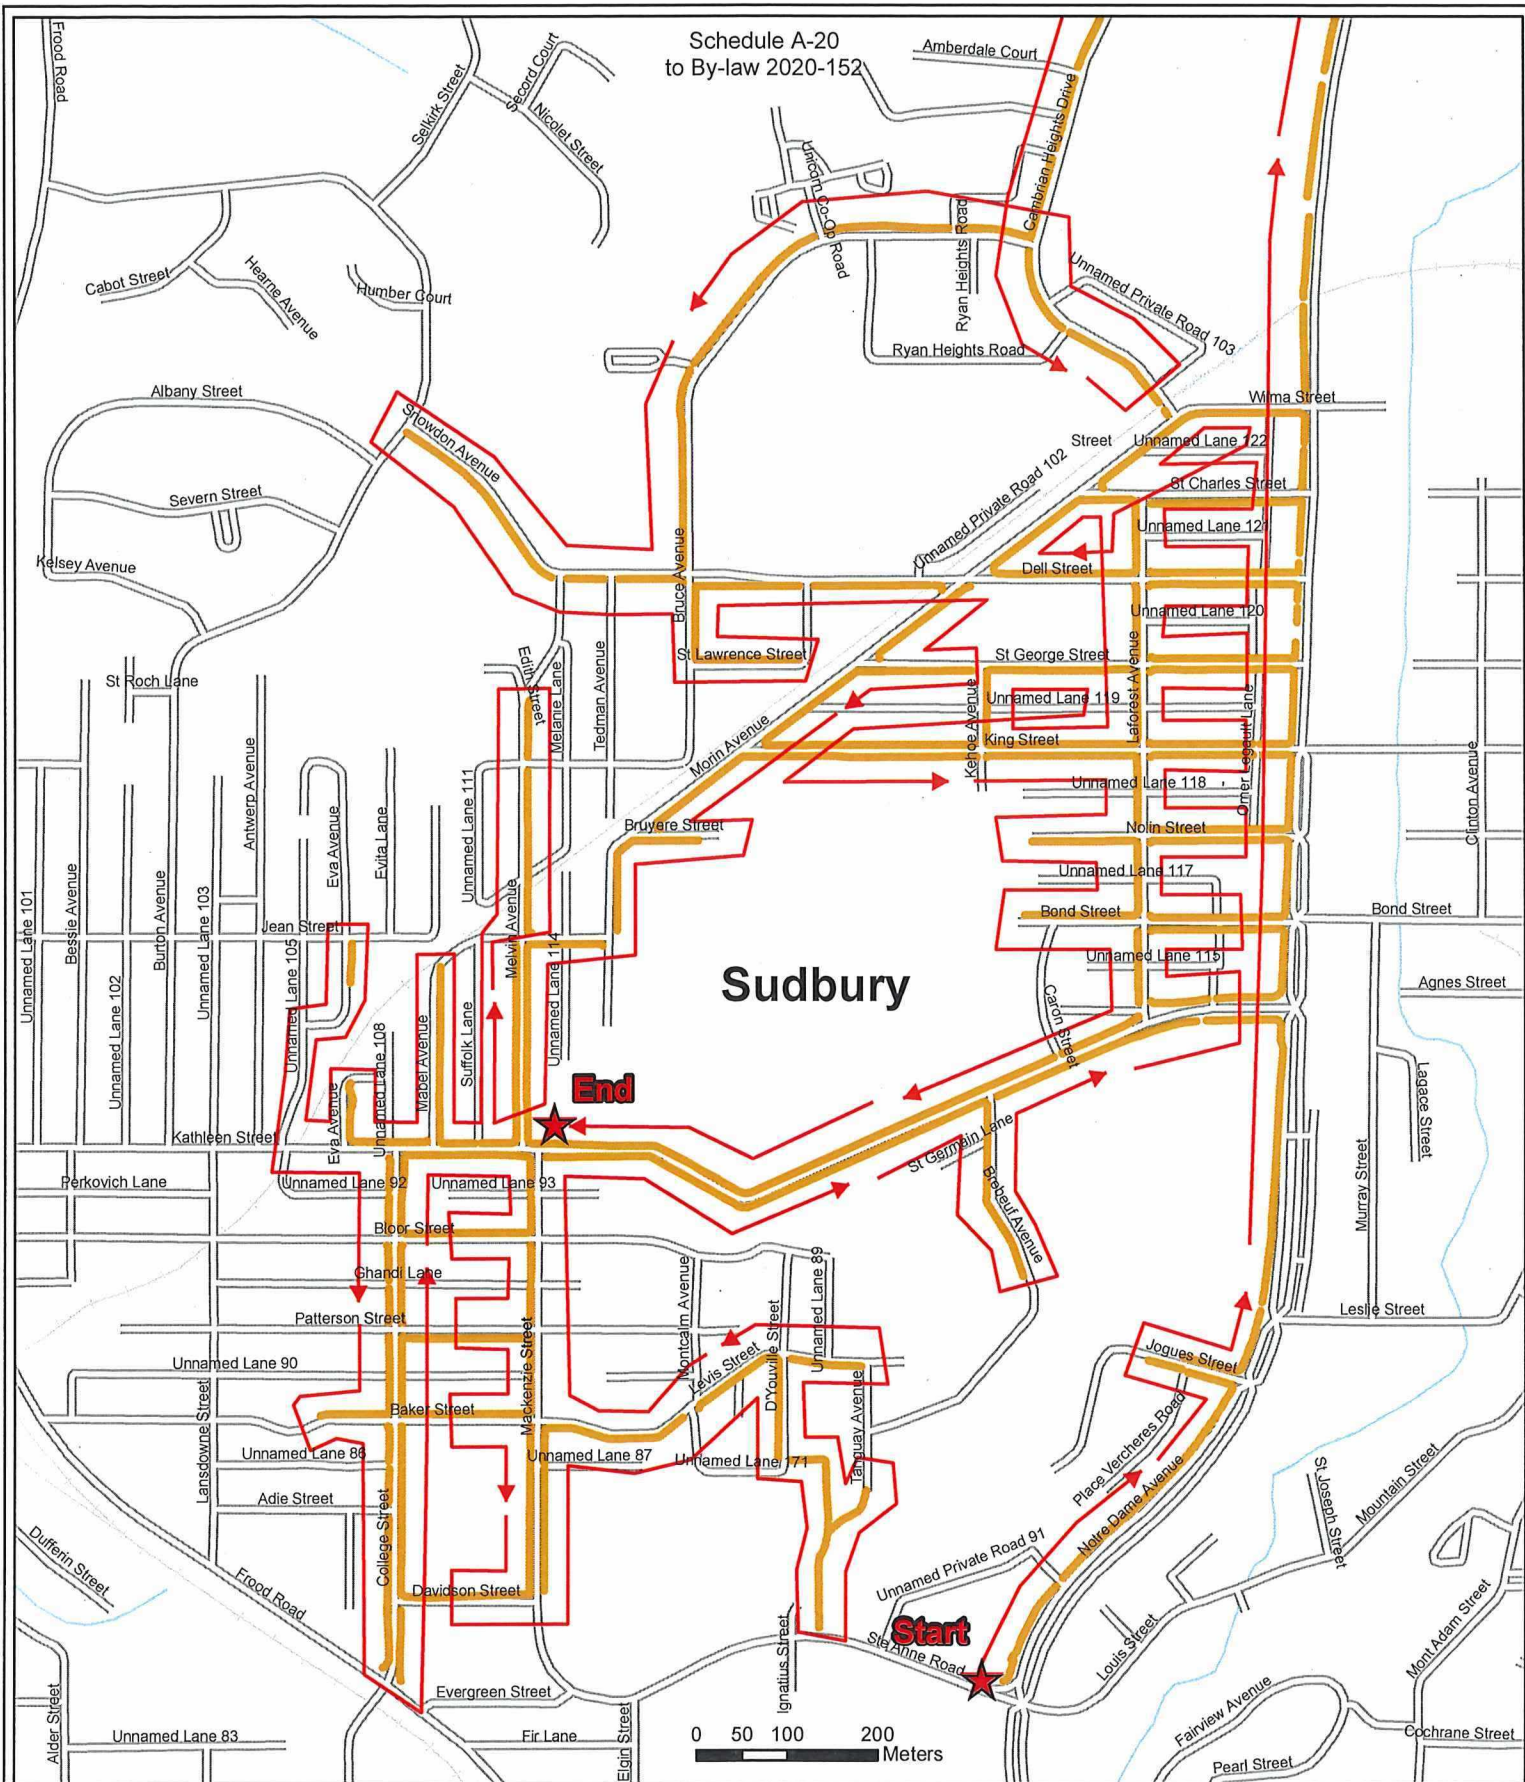 Schedule A-20
to By-law 2020-152
Frood Road
Selkirk Street
Secord Court
Nicolet Street
Amberdale Court
Cambrian Heights Drive
Unicorn Co-Op Road
Ryan Heights Road
Cabot Street
Hearne Avenue
Humber Court
Unnamed Private Road 103
Ryan Heights Road
Albany Street
Snowdon Avenue
Wilma Street
Street
Unnamed Lane 122
Unnamed Private Road 102
St Charles Street
Severn Street
Unnamed Lane 121
Kelsey Avenue
Dell Street
Bruce Avenue
Unnamed Lane 120
St Lawrence Street
St George Street
Laforest Avenue
Edith Street
Melanie Lane
Tedman Avenue
St Roch Lane
Unnamed Lane 119
Omer Legault Lane
Kehoe Avenue
King Street
Morin Avenue
Antwerp Avenue
Unnamed Lane 111
Unnamed Lane 118
Clinton Avenue
Eva Avenue
Evita Lane
Bruyere Street
Nolin Street
Unnamed Lane 101
Bessie Avenue
Unnamed Lane 102
Burton Avenue
Unnamed Lane 103
Unnamed Lane 117
Jean Street
Melvin Avenue
Bond Street
Bond Street
Unnamed Lane 105
Unnamed Lane 114
Unnamed Lane 115
Sudbury
Agnes Street
Caron Street
Unnamed Lane 108
Mabel Avenue
Suffolk Lane
Lagace Street
End
Eva Avenue
Kathleen Street
St Germain Lane
Murray Street
Perkovich Lane
Unnamed Lane 92
Unnamed Lane 93
Brebeuf Avenue
Bloor Street
Ghandi Lane
Montcalm Avenue
Unnamed Lane 89
Leslie Street
Patterson Street
Mackenzie Street
D'Youville Street
Levis Street
Jogues Street
Unnamed Lane 90
Lansdowne Street
Baker Street
Tanguay Avenue
Place Vercheres Road
Unnamed Lane 86
Unnamed Lane 87
Unnamed Lane 171
St Joseph Street
Mountain Street
Adie Street
College Street
Notre Dame Avenue
Dufferin Street
Frood Road
Davidson Street
Unnamed Private Road 91
Ignatius Street
Start
Ste Anne Road
Louis Street
Mont Adam Street
Alder Street
Evergreen Street
Fairview Avenue
Unnamed Lane 83
Fir Lane
Elgin Street
0 50 100 200
Meters
Cochrane Street
Pearl Street